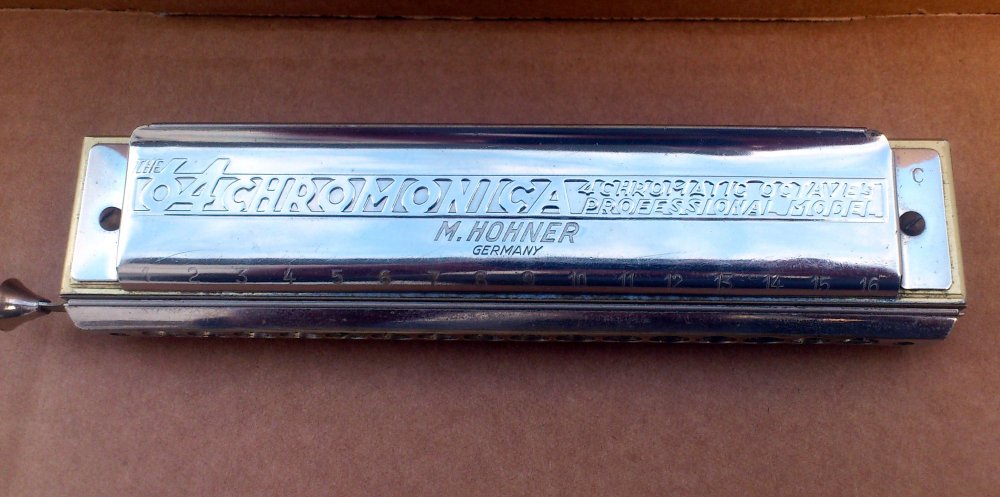 THE
64 CHROMONICA
4 CHROMATIC OCTAVES
PROFESSIONAL MODEL
C
M. HOHNER
GERMANY
1 2 3 4 5 6 7 8 9 10 11 12 13 14 15 16